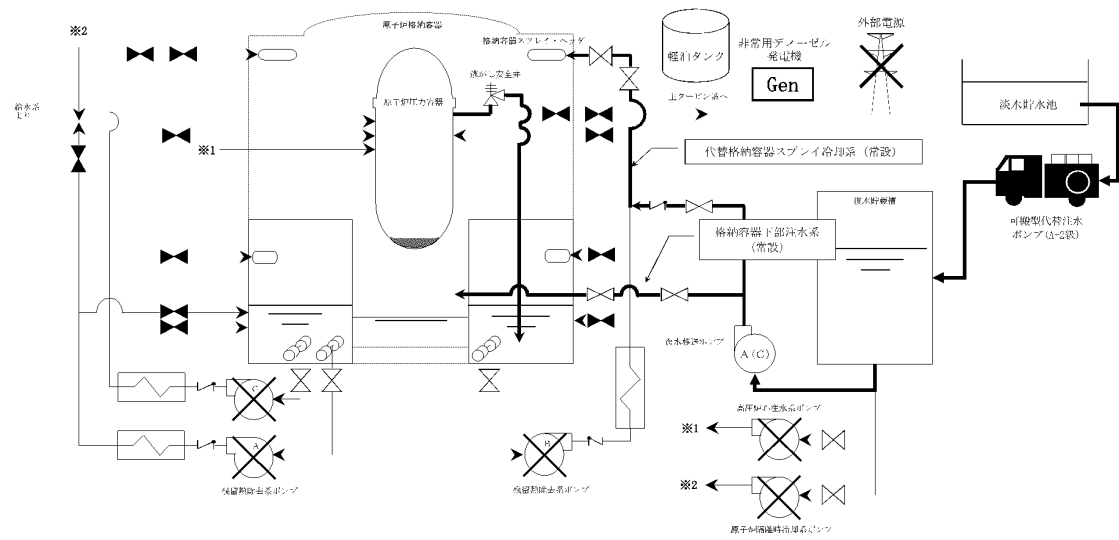 ※2
原子炉格納容器
格納容器スプレイ・ヘッダ
軽油タンク
非常用ディーゼル
発電機
Gen
外部電源
淡水貯水池
逃がし安全弁
原子炉圧力容器
主タービン系へ
給水系
より
※1
代替格納容器スプレイ冷却系（常設）
復水貯蔵槽
可搬型代替注水
ポンプ(A-2級)
格納容器下部注水系
（常設）
復水移送ポンプ
A(C)
C
A
B
残留熱除去系ポンプ
残留熱除去系ポンプ
高圧炉心注水系ポンプ
※1
※2
原子炉隔離時冷却系ポンプ